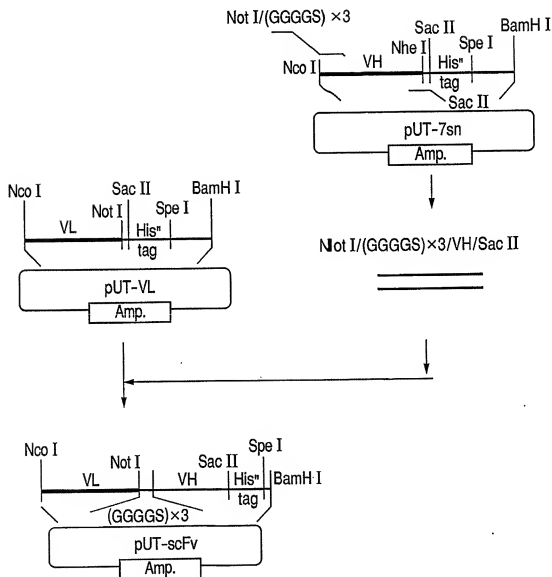 Not I/(GGGGS) ×3
Sac II
BamH I
Nhe I
Spe I
Nco I
VH
His"
tag
Sac II
pUT-7sn
Amp.
Nco I
Sac II
BamH I
Not I
Spe I
VL
His"
tag
pUT-VL
Amp.
Not I/(GGGGS)×3/VH/Sac II
Spe I
Nco I
Not I
Sac II
BamH I
VL
VH
His"
tag
(GGGGS)×3
pUT-scFv
Amp.